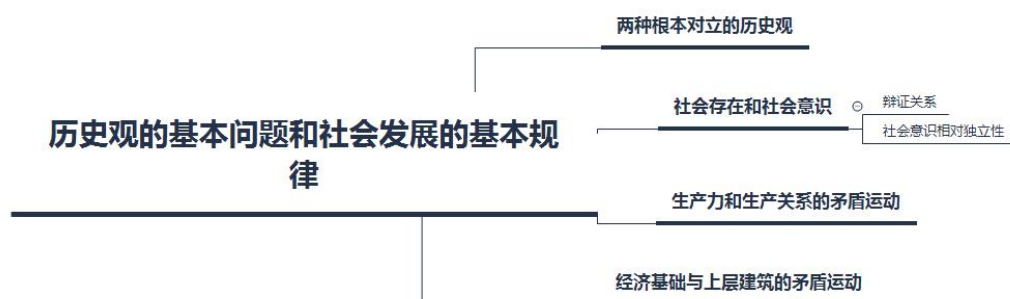 两种根本对立的历史观
社会存在和社会意识
辩证关系
社会意识相对独立性
历史观的基本问题和社会发展的基本规
律
生产力和生产关系的矛盾运动
经济基础与上层建筑的矛盾运动